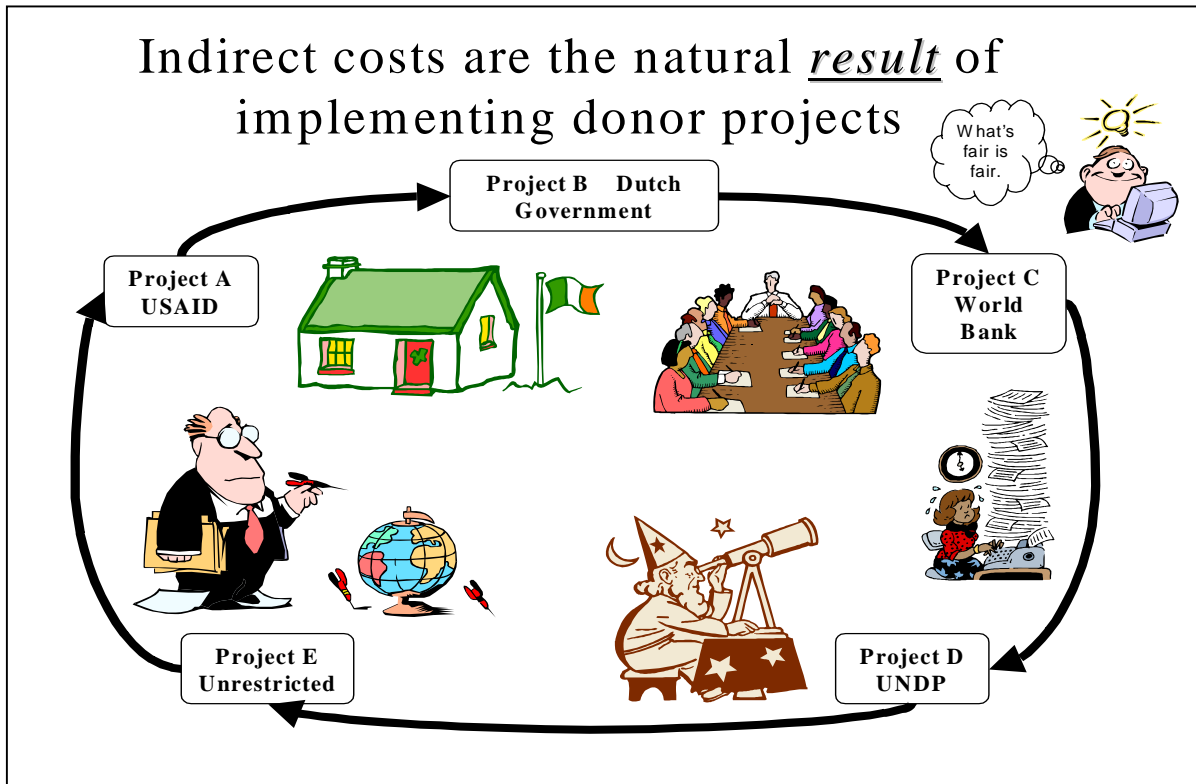 Indirect costs are the natural result of
implementing donor projects
What's
fair is
fair.
Project B Dutch
Government
Project A
USAID
Project C
World
Bank
Project E
Unrestricted
Project D
UNDP